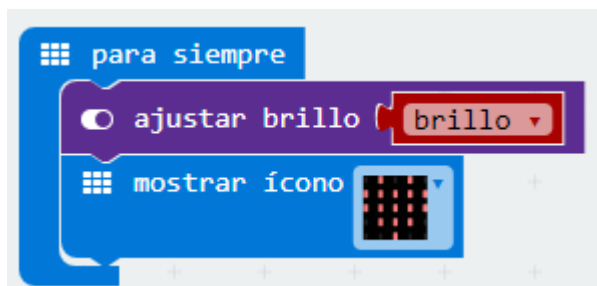 para siempre
ajustar brillo brillo
mostrar ícono